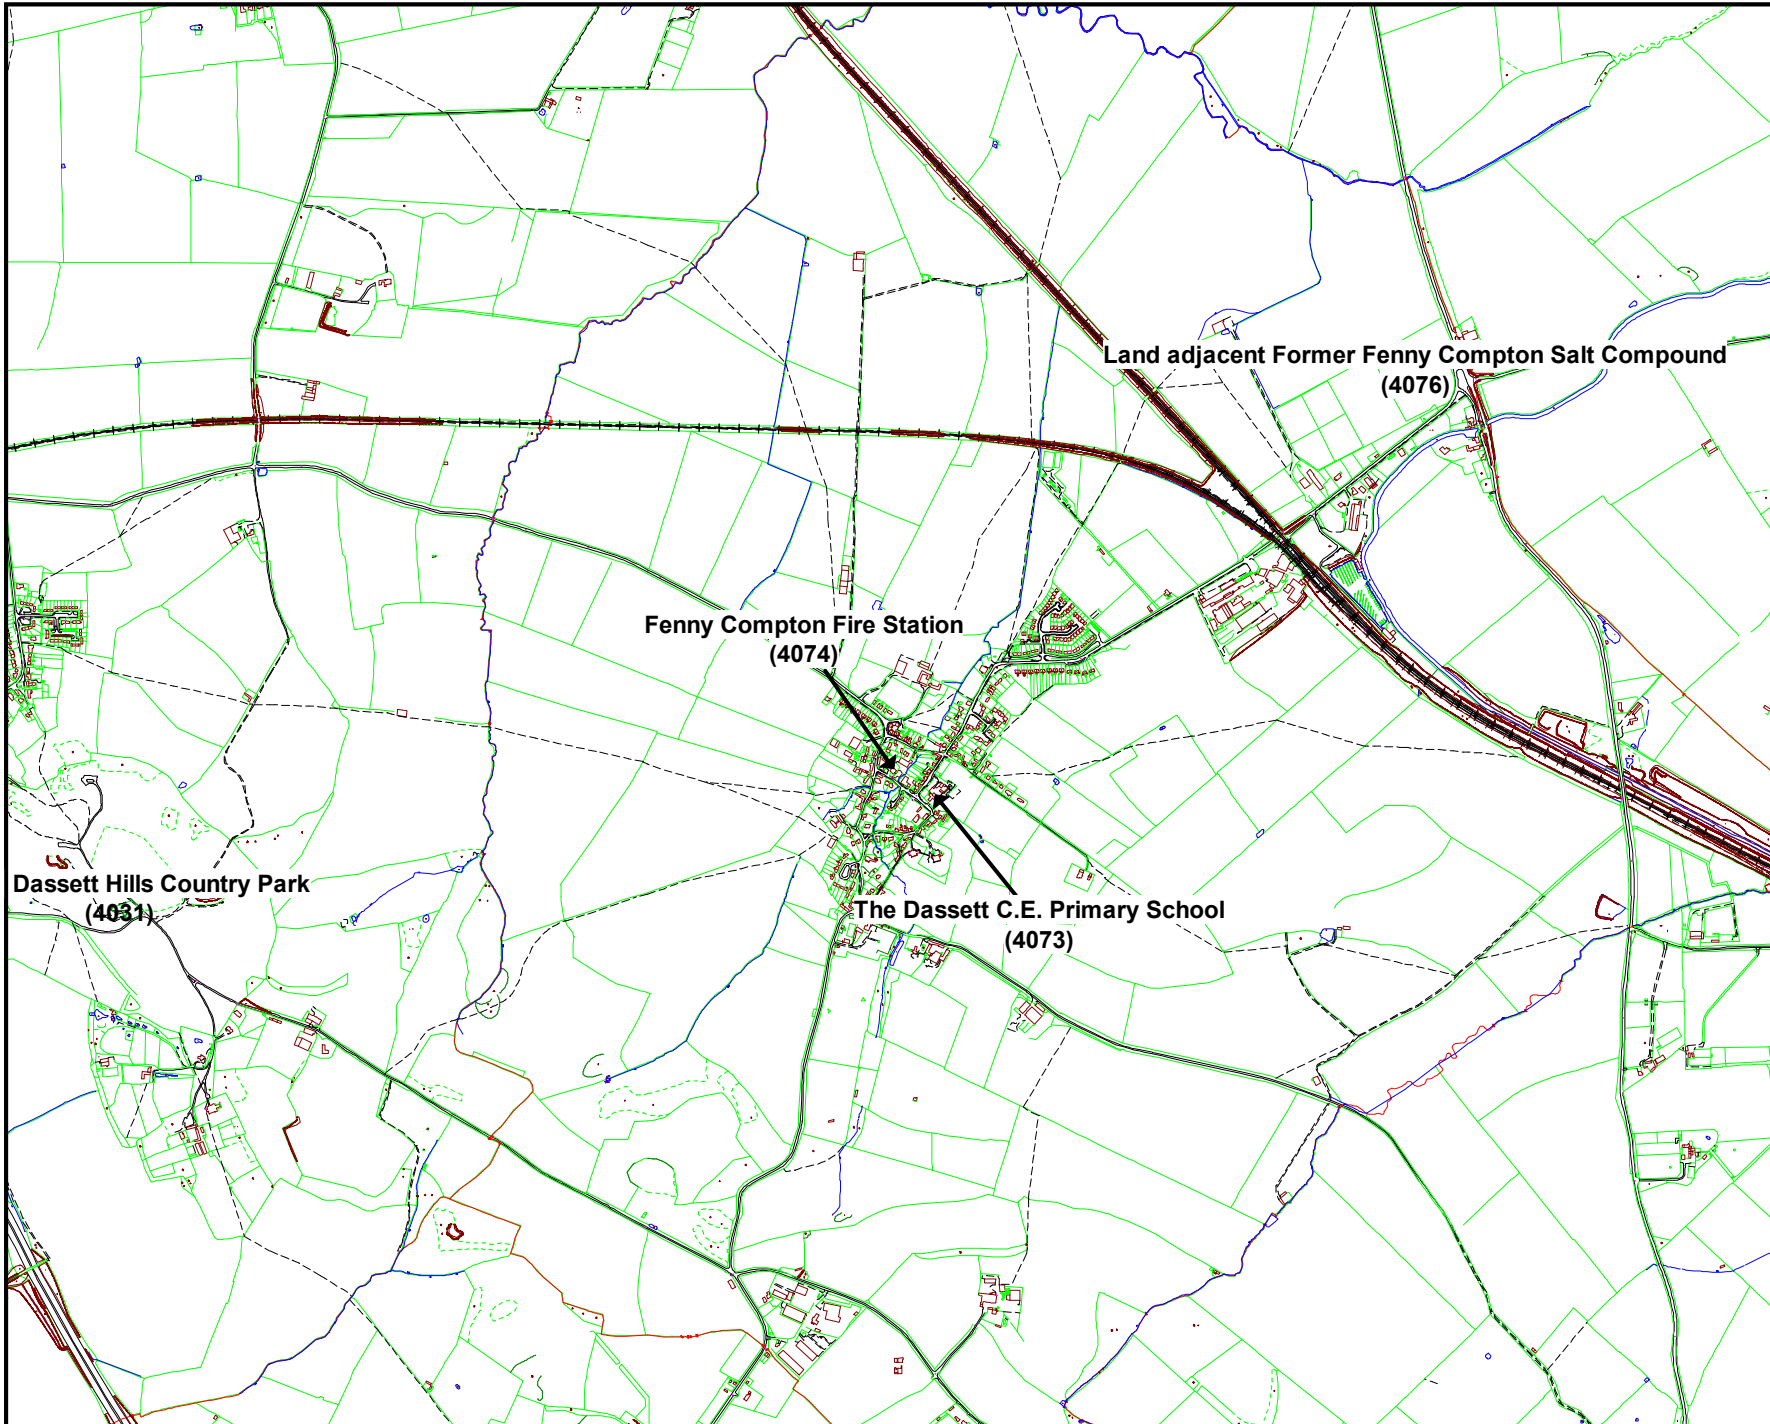 Land adjacent Former Fenny Compton Salt Compound
(4076)
Fenny Compton Fire Station
(4074)
Dassett Hills Country Park
(4031)
The Dassett C.E. Primary School
(4073)